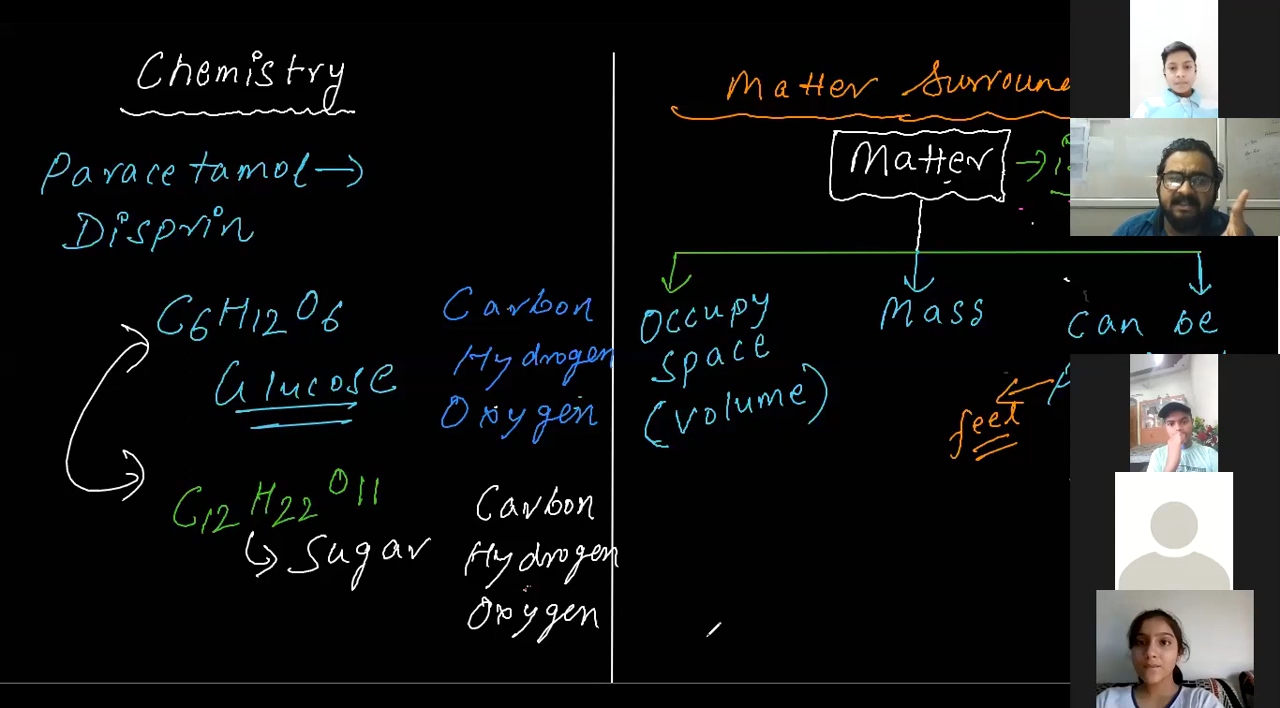 Chemistry
Paracetamol →
Disprin
C6H12O6
Glucose
Carbon
Hydrogen
Oxygen
C12H22O11
↳ Sugar
Carbon
Hydrogen
Oxygen
Matter Surroun
Matter →
Occupy
space
(volume)
Mass
Can be
feel